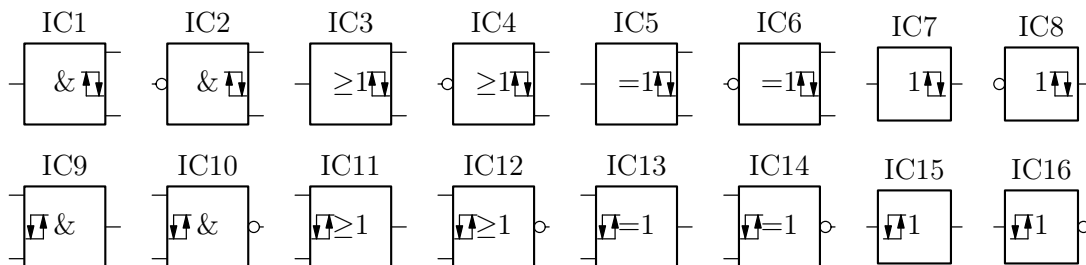 IC1 IC2 IC3 IC4 IC5 IC6 IC7 IC8
& & ≥1 ≥1 =1 =1 1 1
IC9 IC10 IC11 IC12 IC13 IC14 IC15 IC16
& & ≥1 ≥1 =1 =1 1 1